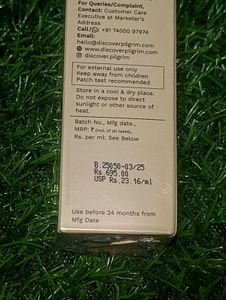 For Queries/Complaint,
Contact: Customer Care
Executive at Marketer's
Address
Call/: +91 74000 97974
Email:
hello@discoverpilgrim.com
www.discoverpilgrim.com
discover.pilgrim
For external use only
Keep away from children
Patch test recommended
Store in a cool & dry place.
Do not expose to direct
sunlight or other source of
heat.
Batch No., Mfg date.,
MRP: ₹ (Incl. of all taxes),
Rs. per ml: See Below
B.25050-03/25
Rs.695.00
USP Rs.23.16/ml
Use before 24 months from
Mfg Date